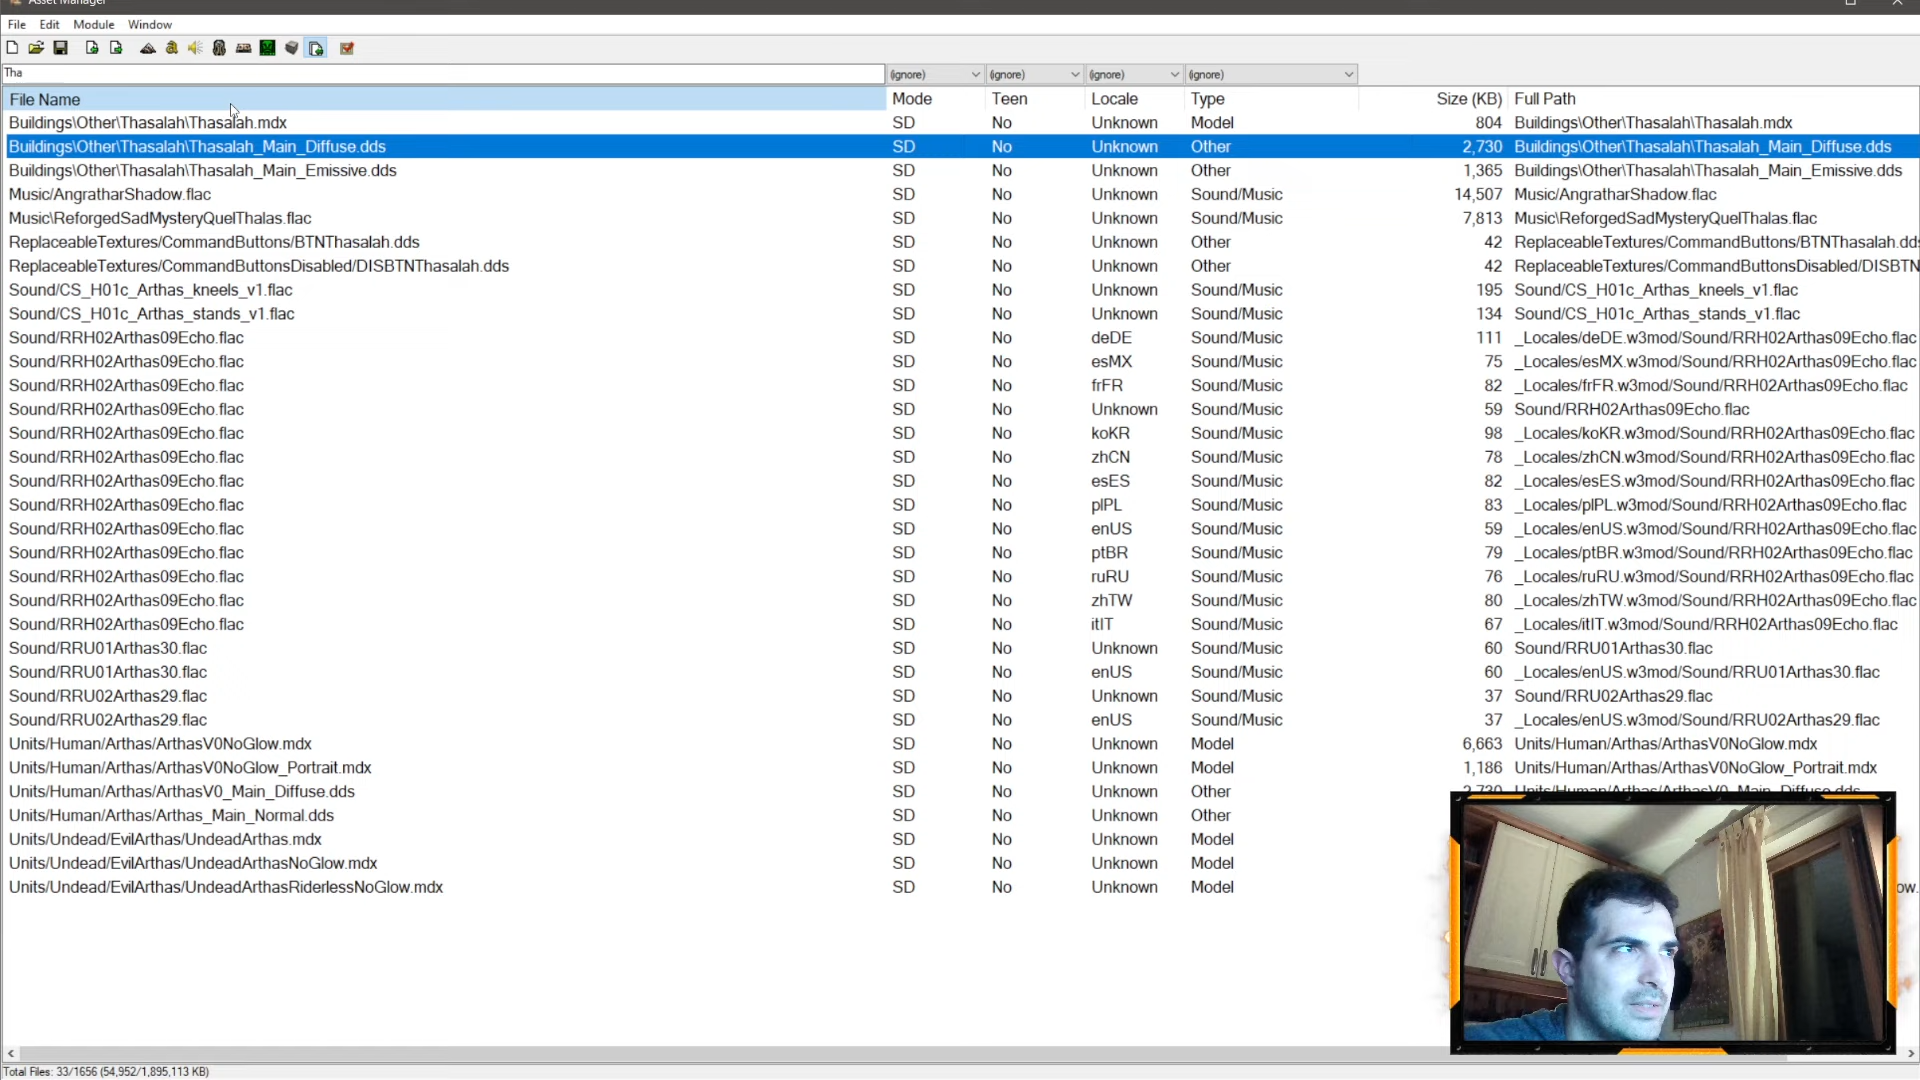 Asset Manager
File Edit Module Window
Tha (ignore) (ignore) (ignore) (ignore)
File Name Mode Teen Locale Type Size (KB) Full Path
Buildings\Other\Thasalah\Thasalah.mdx SD No Unknown Model 804 Buildings\Other\Thasalah\Thasalah.mdx
Buildings\Other\Thasalah\Thasalah_Main_Diffuse.dds SD No Unknown Other 2,730 Buildings\Other\Thasalah\Thasalah_Main_Diffuse.dds
Buildings\Other\Thasalah\Thasalah_Main_Emissive.dds SD No Unknown Other 1,365 Buildings\Other\Thasalah\Thasalah_Main_Emissive.dds
Music/AngratharShadow.flac SD No Unknown Sound/Music 14,507 Music/AngratharShadow.flac
Music\ReforgedSadMysteryQuelThalas.flac SD No Unknown Sound/Music 7,813 Music\ReforgedSadMysteryQuelThalas.flac
ReplaceableTextures/CommandButtons/BTNThasalah.dds SD No Unknown Other 42 ReplaceableTextures/CommandButtons/BTNThasalah.dds
ReplaceableTextures/CommandButtonsDisabled/DISBTNThasalah.dds SD No Unknown Other 42 ReplaceableTextures/CommandButtonsDisabled/DISBTN
Sound/CS_H01c_Arthas_kneels_v1.flac SD No Unknown Sound/Music 195 Sound/CS_H01c_Arthas_kneels_v1.flac
Sound/CS_H01c_Arthas_stands_v1.flac SD No Unknown Sound/Music 134 Sound/CS_H01c_Arthas_stands_v1.flac
Sound/RRH02Arthas09Echo.flac SD No deDE Sound/Music 111 _Locales/deDE.w3mod/Sound/RRH02Arthas09Echo.flac
Sound/RRH02Arthas09Echo.flac SD No esMX Sound/Music 75 _Locales/esMX.w3mod/Sound/RRH02Arthas09Echo.flac
Sound/RRH02Arthas09Echo.flac SD No frFR Sound/Music 82 _Locales/frFR.w3mod/Sound/RRH02Arthas09Echo.flac
Sound/RRH02Arthas09Echo.flac SD No Unknown Sound/Music 59 Sound/RRH02Arthas09Echo.flac
Sound/RRH02Arthas09Echo.flac SD No koKR Sound/Music 98 _Locales/koKR.w3mod/Sound/RRH02Arthas09Echo.flac
Sound/RRH02Arthas09Echo.flac SD No zhCN Sound/Music 78 _Locales/zhCN.w3mod/Sound/RRH02Arthas09Echo.flac
Sound/RRH02Arthas09Echo.flac SD No esES Sound/Music 82 _Locales/esES.w3mod/Sound/RRH02Arthas09Echo.flac
Sound/RRH02Arthas09Echo.flac SD No plPL Sound/Music 83 _Locales/plPL.w3mod/Sound/RRH02Arthas09Echo.flac
Sound/RRH02Arthas09Echo.flac SD No enUS Sound/Music 59 _Locales/enUS.w3mod/Sound/RRH02Arthas09Echo.flac
Sound/RRH02Arthas09Echo.flac SD No ptBR Sound/Music 79 _Locales/ptBR.w3mod/Sound/RRH02Arthas09Echo.flac
Sound/RRH02Arthas09Echo.flac SD No ruRU Sound/Music 76 _Locales/ruRU.w3mod/Sound/RRH02Arthas09Echo.flac
Sound/RRH02Arthas09Echo.flac SD No zhTW Sound/Music 80 _Locales/zhTW.w3mod/Sound/RRH02Arthas09Echo.flac
Sound/RRH02Arthas09Echo.flac SD No itIT Sound/Music 67 _Locales/itIT.w3mod/Sound/RRH02Arthas09Echo.flac
Sound/RRU01Arthas30.flac SD No Unknown Sound/Music 60 Sound/RRU01Arthas30.flac
Sound/RRU01Arthas30.flac SD No enUS Sound/Music 60 _Locales/enUS.w3mod/Sound/RRU01Arthas30.flac
Sound/RRU02Arthas29.flac SD No Unknown Sound/Music 37 Sound/RRU02Arthas29.flac
Sound/RRU02Arthas29.flac SD No enUS Sound/Music 37 _Locales/enUS.w3mod/Sound/RRU02Arthas29.flac
Units/Human/Arthas/ArthasV0NoGlow.mdx SD No Unknown Model 6,663 Units/Human/Arthas/ArthasV0NoGlow.mdx
Units/Human/Arthas/ArthasV0NoGlow_Portrait.mdx SD No Unknown Model 1,186 Units/Human/Arthas/ArthasV0NoGlow_Portrait.mdx
Units/Human/Arthas/ArthasV0_Main_Diffuse.dds SD No Unknown Other 2,730 Units/Human/Arthas/ArthasV0_Main_Diffuse.dds
Units/Human/Arthas/Arthas_Main_Normal.dds SD No Unknown Other
Units/Undead/EvilArthas/UndeadArthas.mdx SD No Unknown Model
Units/Undead/EvilArthas/UndeadArthasNoGlow.mdx SD No Unknown Model
Units/Undead/EvilArthas/UndeadArthasRiderlessNoGlow.mdx SD No Unknown Model ow.
Total Files: 33/1656 (54,952/1,895,113 KB)